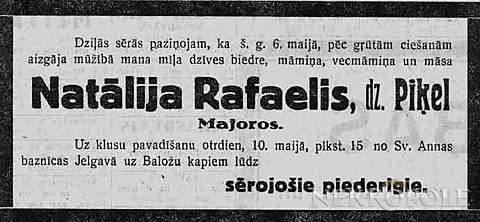 Dziļās sērās paziņojam, ka š. g. 6. maijā, pēc grūtām ciešanām
aizgāja mūžībā mana mīļa dzīves biedre, māmiņa, vecmāmiņa un māsa
Natālija Rafaelis, dz. Piķel
Majoros.
Uz klusu pavadīšanu otrdien, 10. maijā, plkst. 15 no Sv. Annas
baznīcas Jelgavā uz Baložu kapiem lūdz
sērojošie piederīgie.
NEKROPOLE